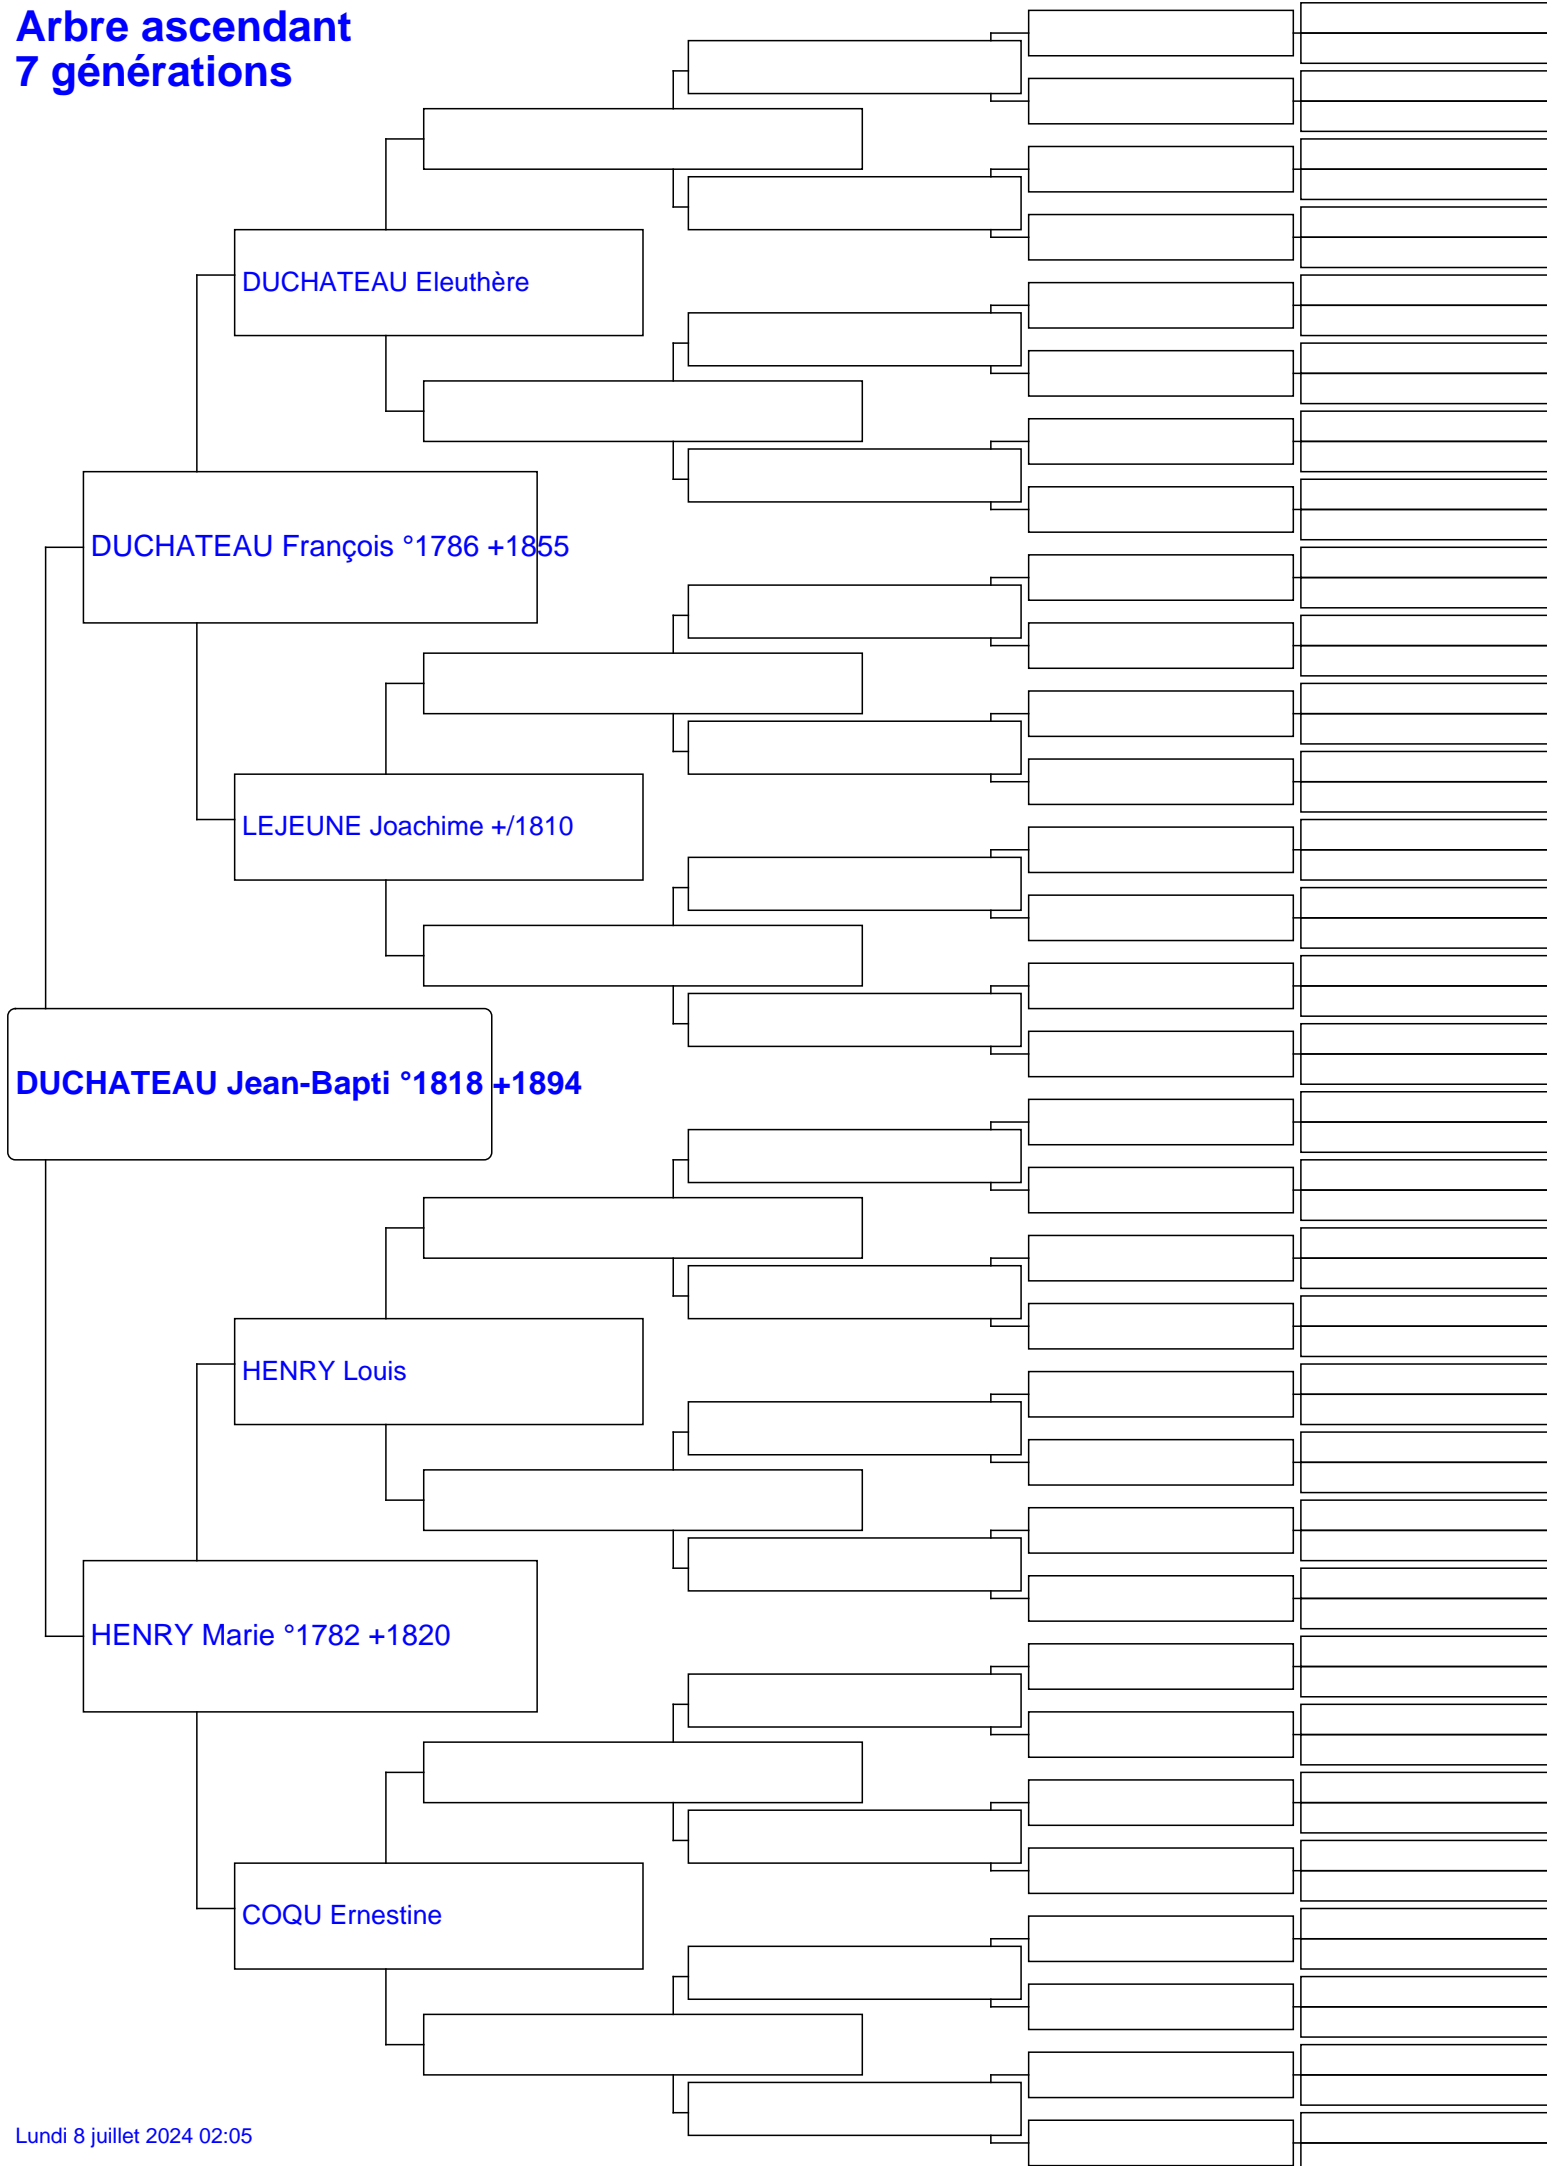 Arbre ascendant
7 générations
DUCHATEAU Eleuthère
DUCHATEAU François °1786 +1855
LEJEUNE Joachime +/1810
DUCHATEAU Jean-Bapti °1818 +1894
HENRY Louis
HENRY Marie °1782 +1820
COQU Ernestine
Lundi 8 juillet 2024 02:05